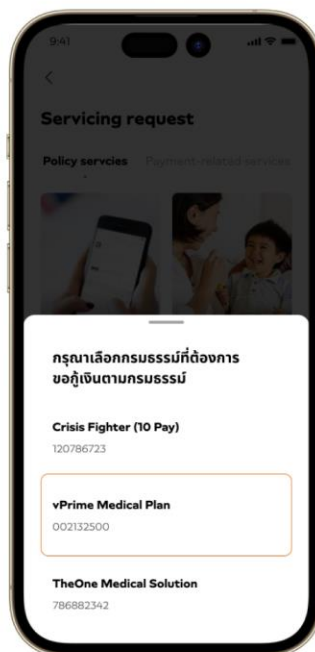 9:41
Servicing request
Policy servcies Payment-related services
กรุณาเลือกกรมธรรม์ที่ต้องการ
ขอกู้เงินตามกรมธรรม์
Crisis Fighter (10 Pay)
120786723
vPrime Medical Plan
002132500
TheOne Medical Solution
786882342